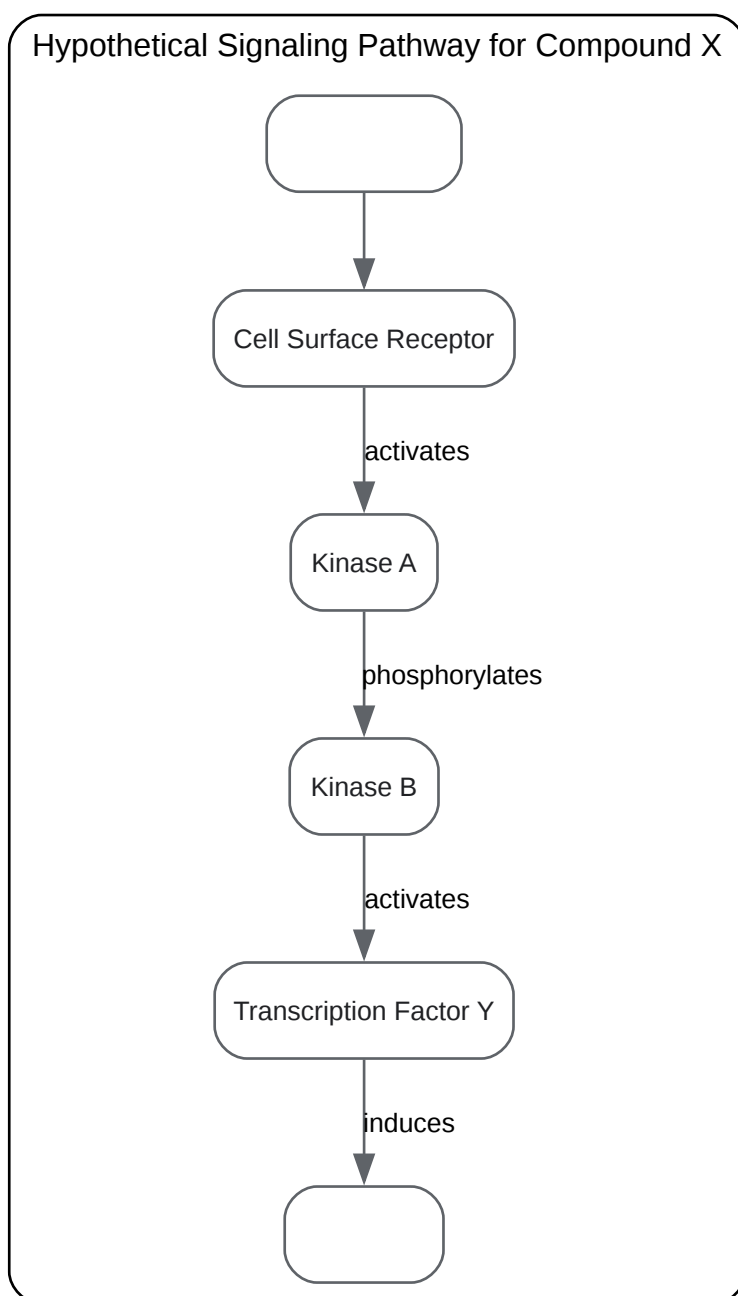 Hypothetical Signaling Pathway for Compound X
Cell Surface Receptor
activates
Kinase A
phosphorylates
Kinase B
activates
Transcription Factor Y
induces